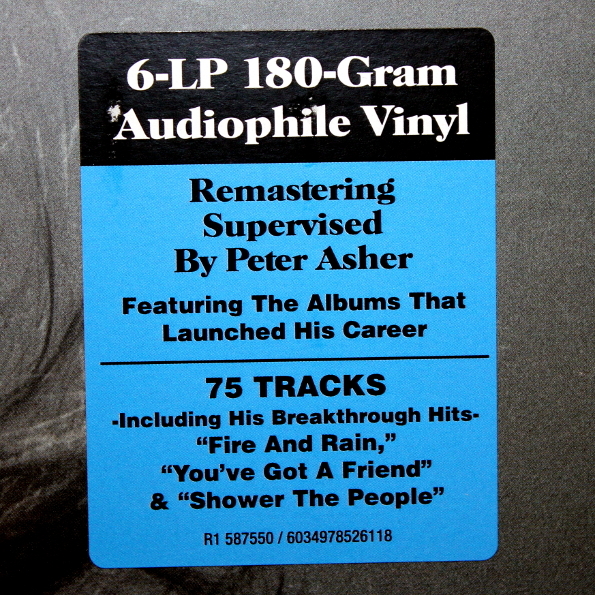 6-LP 180-Gram
Audiophile Vinyl
Remastering
Supervised
By Peter Asher
Featuring The Albums That
Launched His Career
75 TRACKS
-Including His Breakthrough Hits-
“Fire And Rain,”
“You’ve Got A Friend”
& “Shower The People”
R1 587550 / 6034978526118